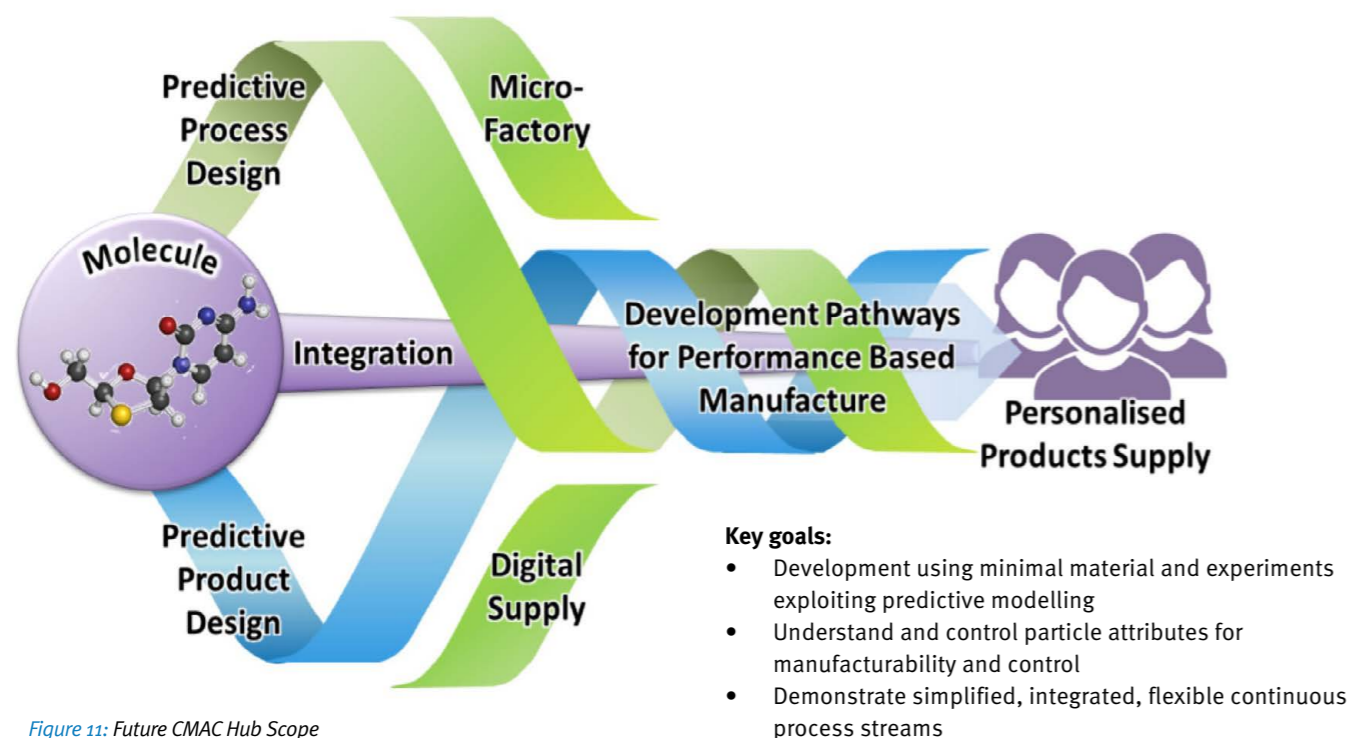 Predictive
Process
Design
Micro-
Factory
Molecule
Integration
Development Pathways
for Performance Based
Manufacture
Personalised
Products Supply
Predictive
Product
Design
Digital
Supply
Key goals:
• Development using minimal material and experiments
exploiting predictive modelling
• Understand and control particle attributes for
manufacturability and control
• Demonstrate simplified, integrated, flexible continuous
process streams
Figure 11: Future CMAC Hub Scope